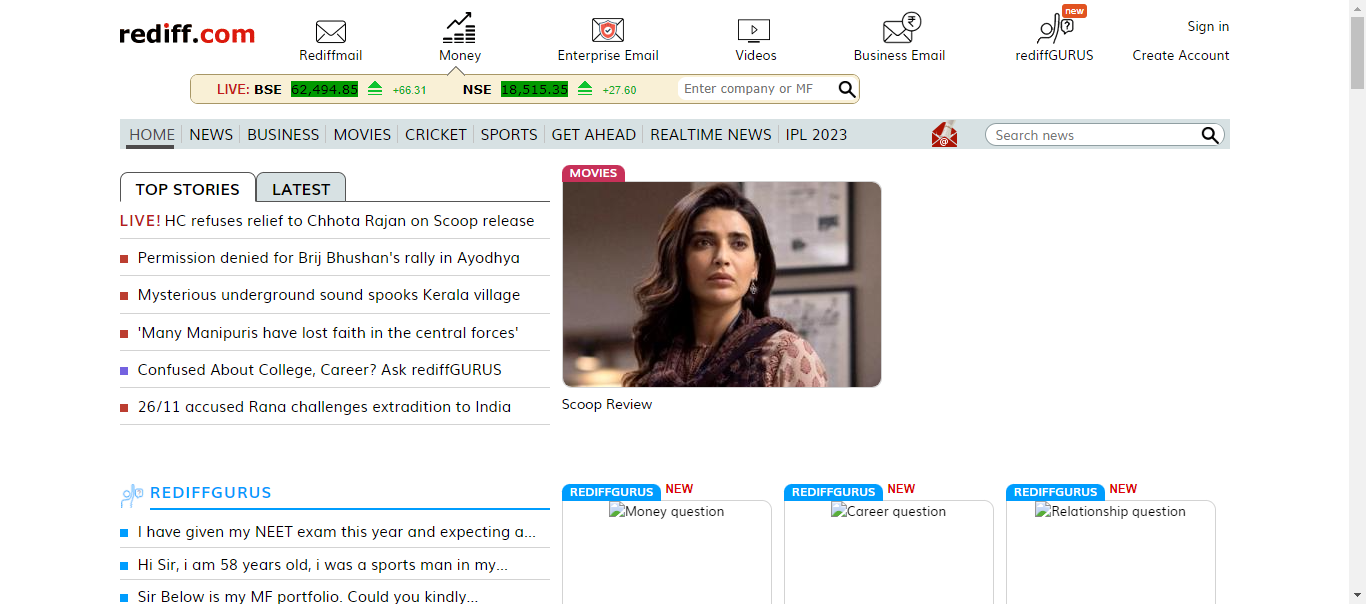 rediff.com
Rediffmail
Money
Enterprise Email
Videos
Business Email
new
rediffGURUS
Sign in
Create Account
LIVE: BSE 62,494.85 +66.31 NSE 18,515.35 +27.60 Enter company or MF
HOME NEWS BUSINESS MOVIES CRICKET SPORTS GET AHEAD REALTIME NEWS IPL 2023
Search news
TOP STORIES LATEST
LIVE! HC refuses relief to Chhota Rajan on Scoop release
Permission denied for Brij Bhushan's rally in Ayodhya
Mysterious underground sound spooks Kerala village
'Many Manipuris have lost faith in the central forces'
Confused About College, Career? Ask rediffGURUS
26/11 accused Rana challenges extradition to India
MOVIES
Scoop Review
REDIFFGURUS
I have given my NEET exam this year and expecting a...
Hi Sir, i am 58 years old, i was a sports man in my...
Sir Below is my MF portfolio. Could you kindly...
REDIFFGURUS NEW
Money question
REDIFFGURUS NEW
Career question
REDIFFGURUS NEW
Relationship question